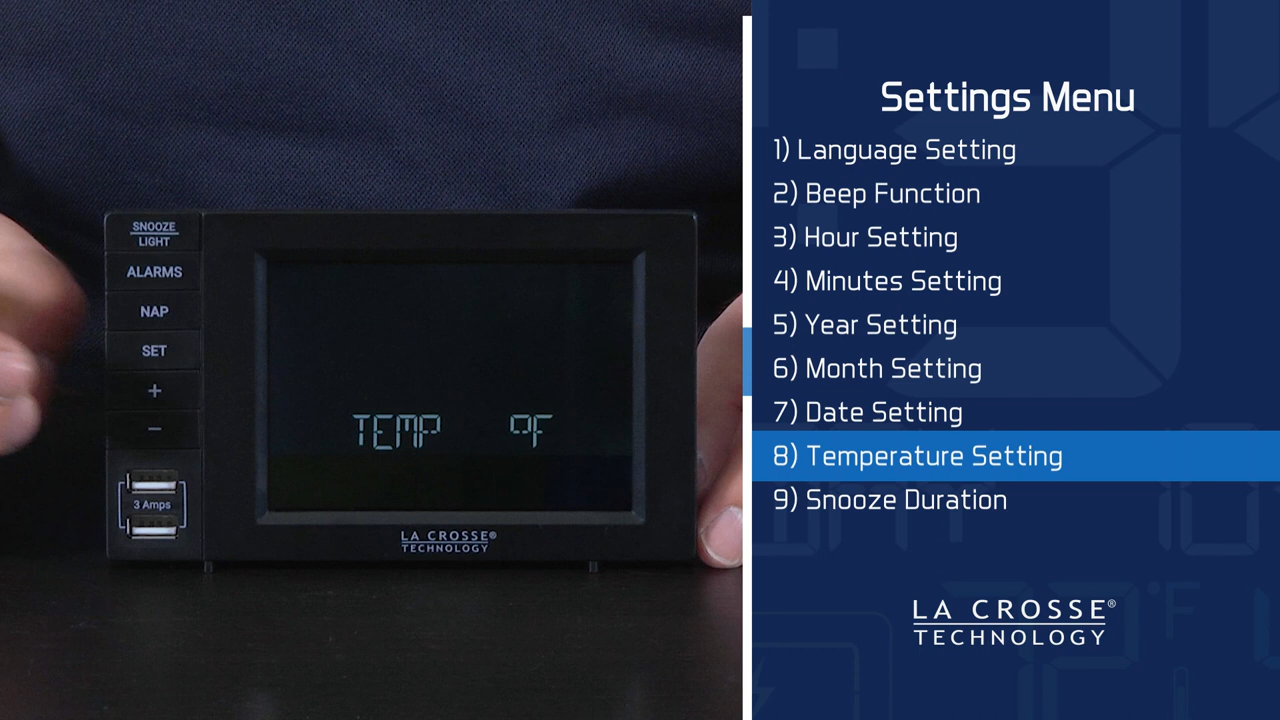 SNOOZE
LIGHT
ALARMS
NAP
SET
+
−
3 Amps
TEMP °F
LA CROSSE®
TECHNOLOGY
Settings Menu
1) Language Setting
2) Beep Function
3) Hour Setting
4) Minutes Setting
5) Year Setting
6) Month Setting
7) Date Setting
8) Temperature Setting
9) Snooze Duration
LA CROSSE®
TECHNOLOGY